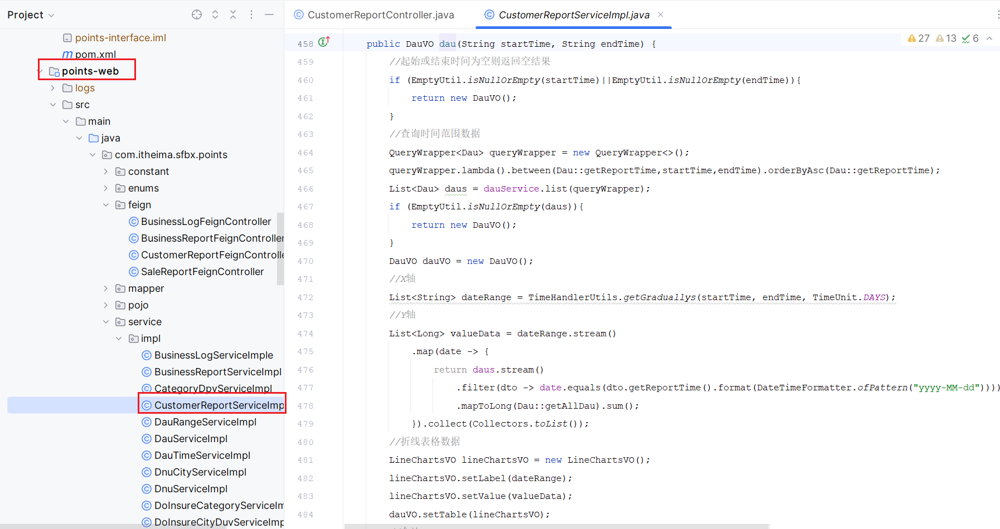 Project
points-interface.iml
pom.xml
points-web
logs
src
main
java
com.itheima.sfbx.points
constant
enums
feign
BusinessLogFeignController
BusinessReportFeignController
CustomerReportFeignControlle
SaleReportFeignController
mapper
pojo
service
impl
BusinessLogServiceImple
BusinessReportServiceImpl
CategoryDpvServiceImpl
CustomerReportServiceImp
DauRangeServiceImpl
DauServiceImpl
DauTimeServiceImpl
DnuCityServiceImpl
DnuServiceImpl
DoInsureCategoryServiceIm
DoInsureCityDuvServiceImp
CustomerReportController.java
CustomerReportServiceImpl.java
27 13 6
458 public DauVO dau(String startTime, String endTime) {
459 //起始或结束时间为空则返回空结果
460 if (EmptyUtil.isNullOrEmpty(startTime)||EmptyUtil.isNullOrEmpty(endTime)){
461 return new DauVO();
462 }
463 //查询时间范围数据
464 QueryWrapper<Dau> queryWrapper = new QueryWrapper<>();
465 queryWrapper.lambda().between(Dau::getReportTime,startTime,endTime).orderByAsc(Dau::getReportTime);
466 List<Dau> daus = dauService.list(queryWrapper);
467 if (EmptyUtil.isNullOrEmpty(daus)){
468 return new DauVO();
469 }
470 DauVO dauVO = new DauVO();
471 //X轴
472 List<String> dateRange = TimeHandlerUtils.getGraduallys(startTime, endTime, TimeUnit.DAYS);
473 //Y轴
474 List<Long> valueData = dateRange.stream()
475 .map(date -> {
476 return daus.stream()
477 .filter(dto -> date.equals(dto.getReportTime().format(DateTimeFormatter.ofPattern("yyyy-MM-dd"))))
478 .mapToLong(Dau::getAllDau).sum();
479 }).collect(Collectors.toList());
480 //折线表格数据
481 LineChartsVO lineChartsVO = new LineChartsVO();
482 lineChartsVO.setLabel(dateRange);
483 lineChartsVO.setValue(valueData);
484 dauVO.setTable(lineChartsVO);